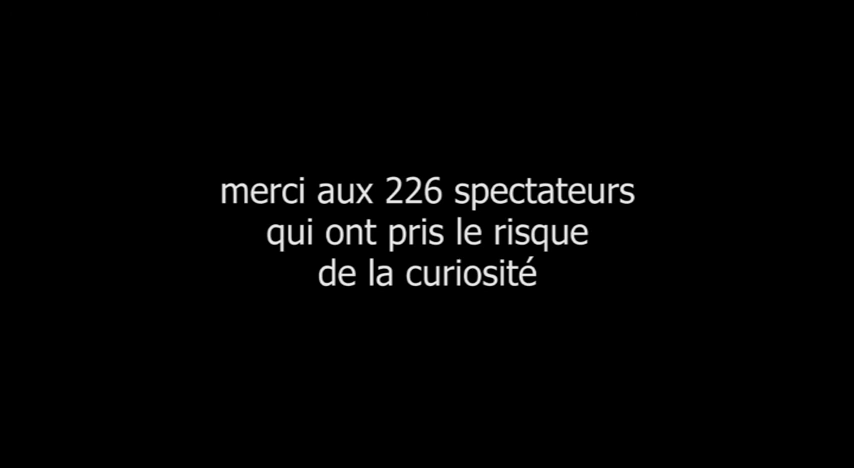 merci aux 226 spectateurs
qui ont pris le risque
de la curiosité